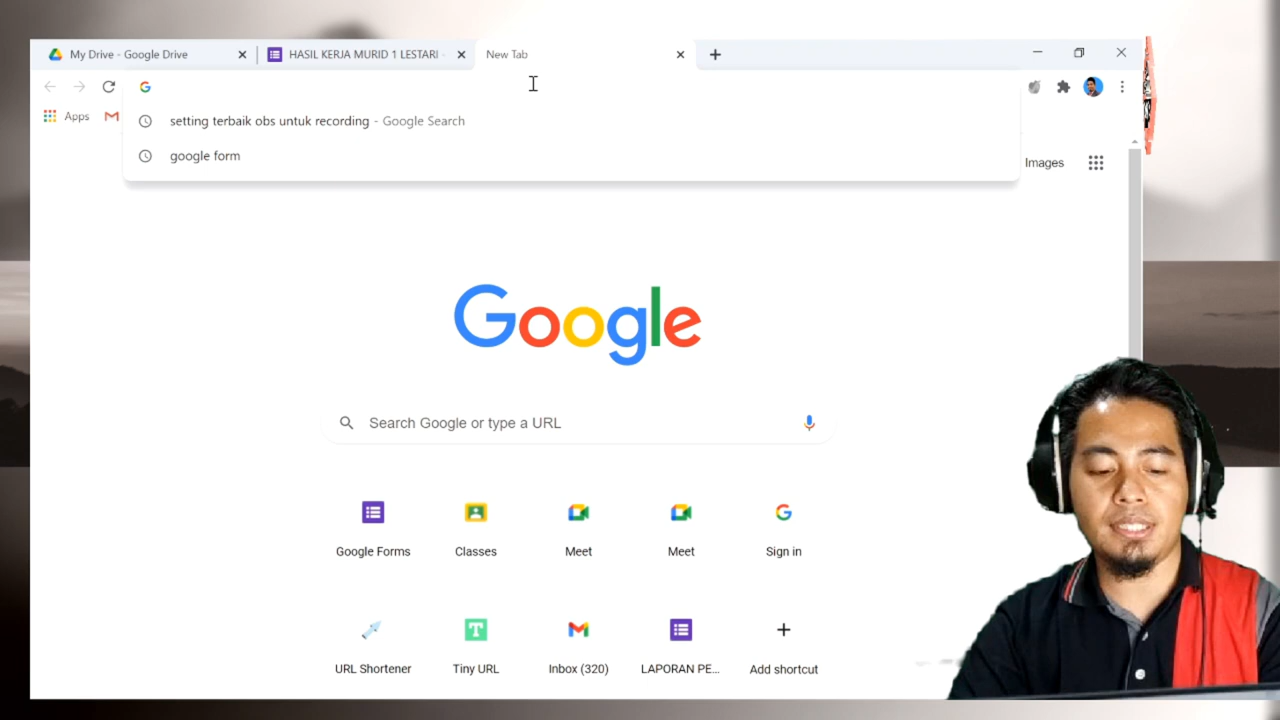 My Drive - Google Drive
HASIL KERJA MURID 1 LESTARI -
New Tab
Apps
setting terbaik obs untuk recording - Google Search
google form
Images
Google
Search Google or type a URL
Google Forms
Classes
Meet
Meet
Sign in
URL Shortener
Tiny URL
Inbox (320)
LAPORAN PE...
Add shortcut